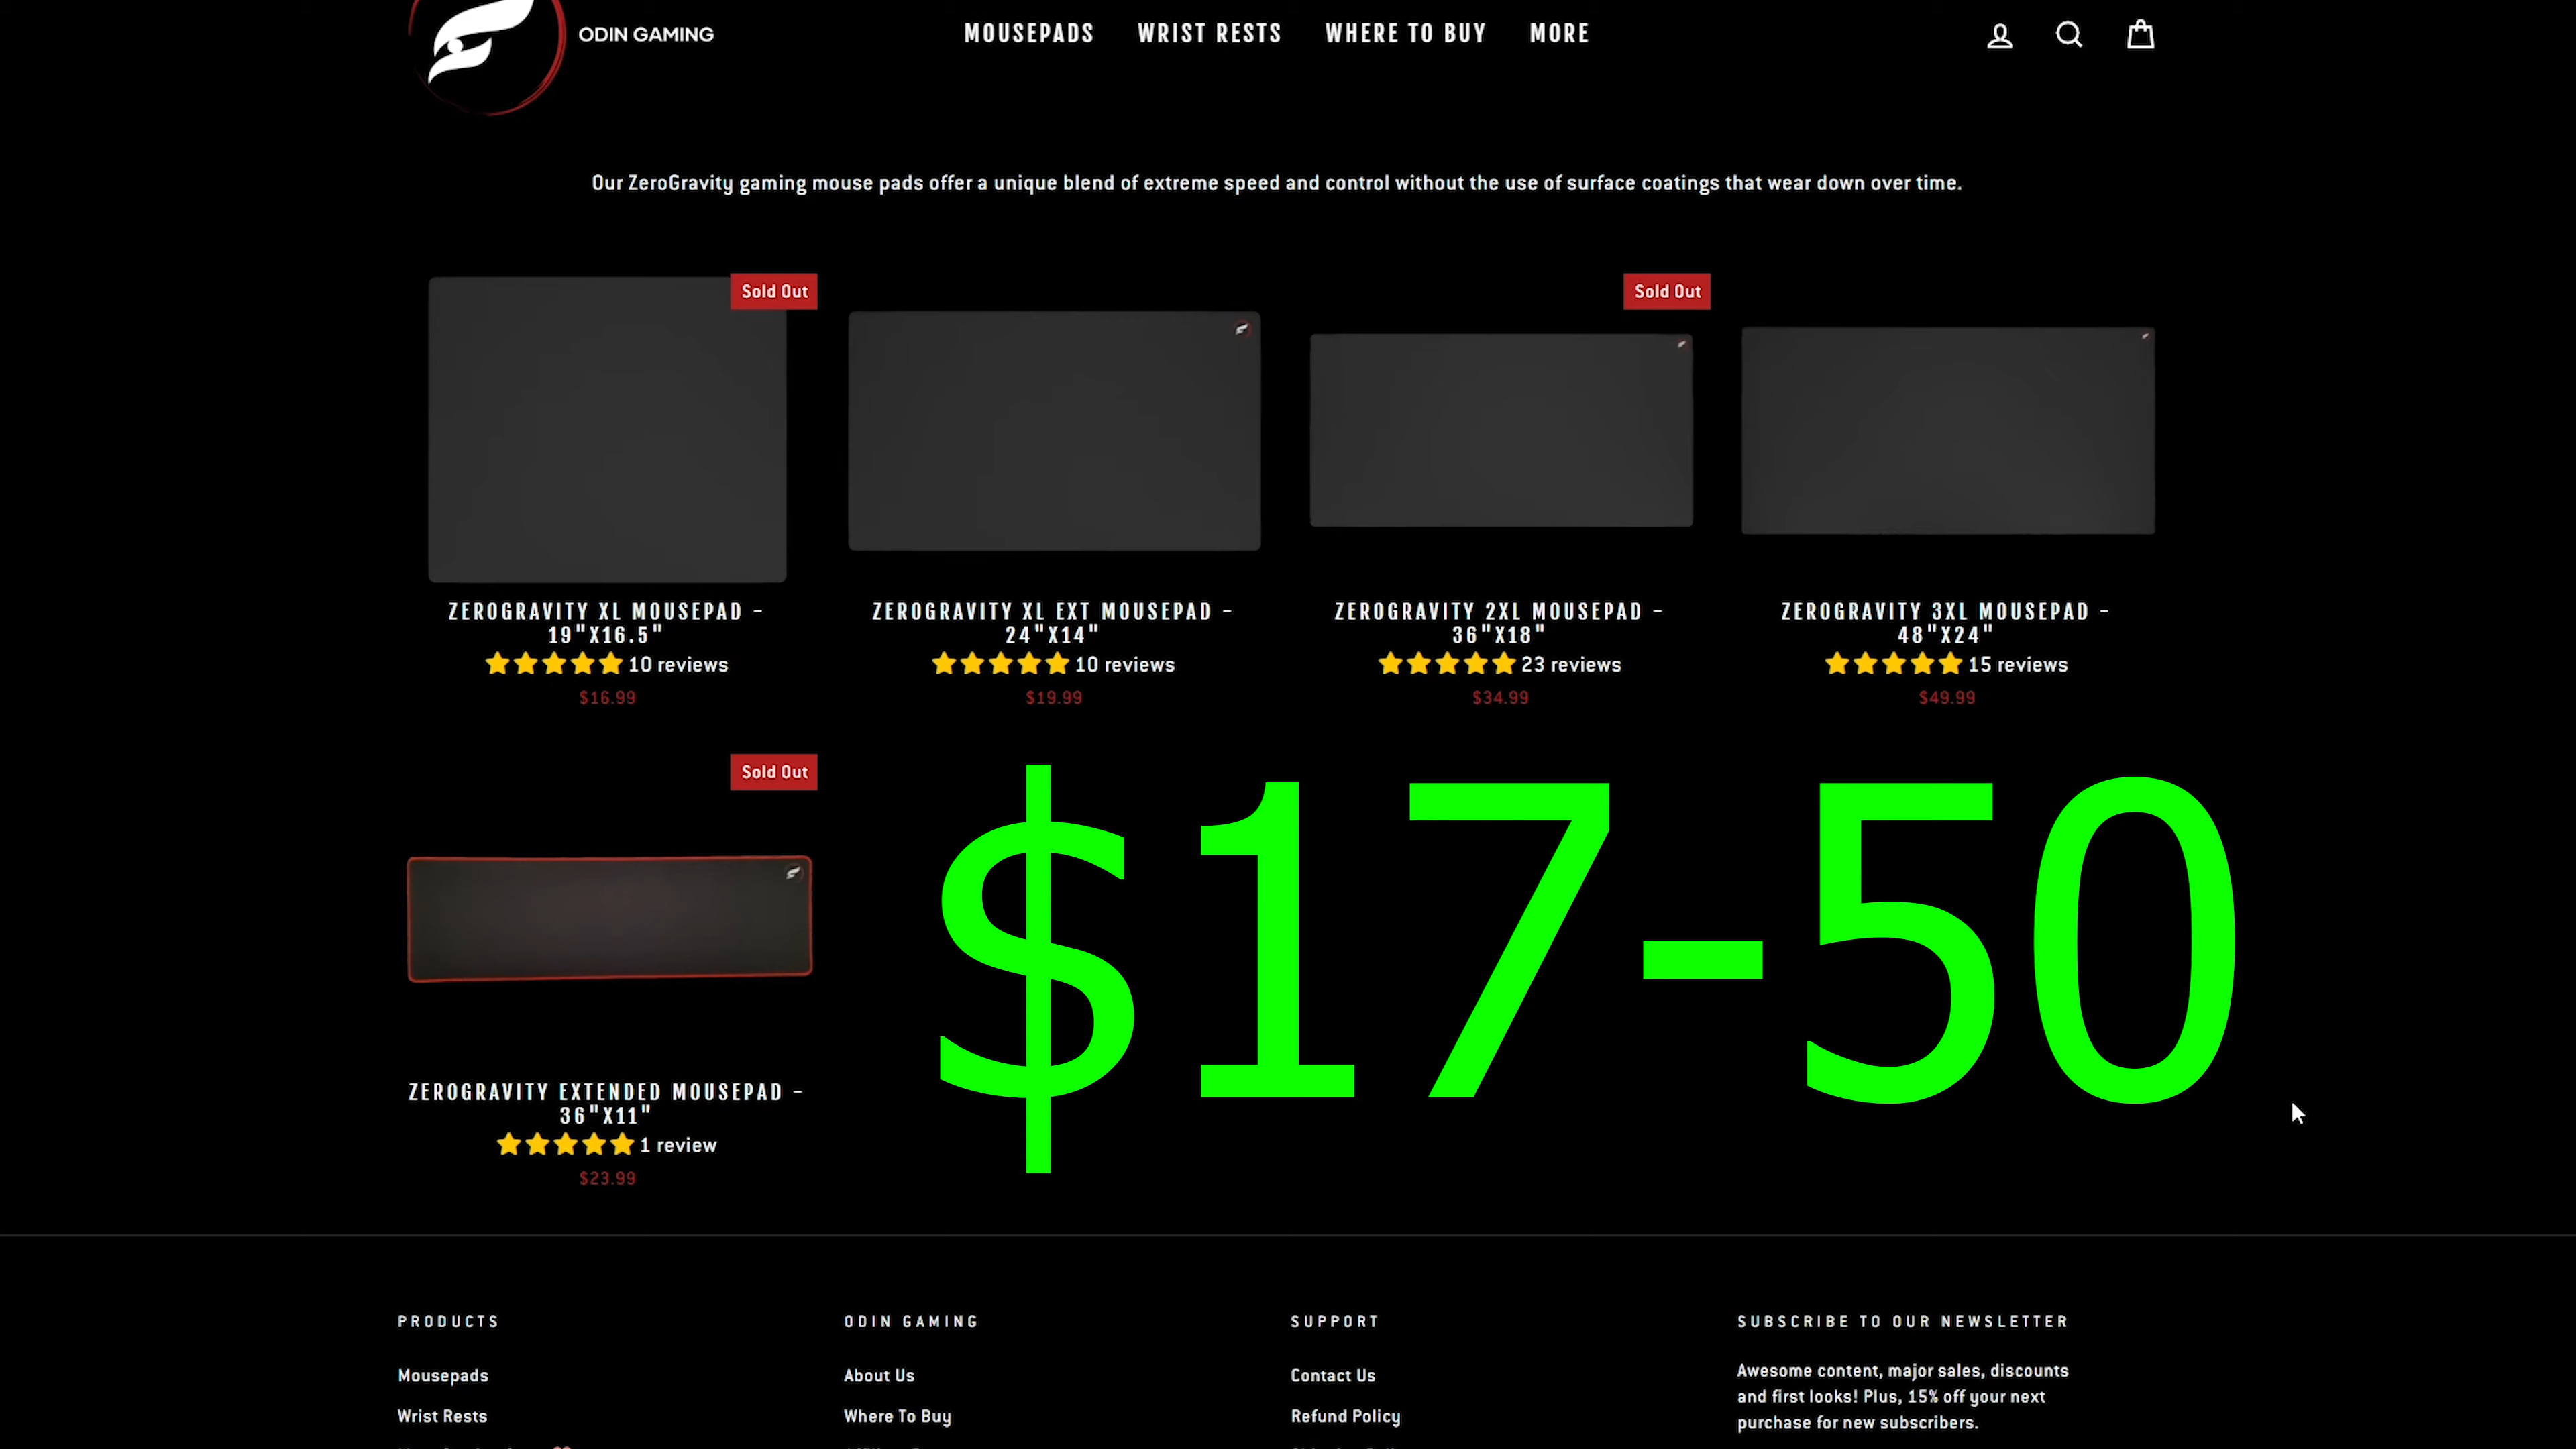 ODIN GAMING
MOUSEPADS WRIST RESTS WHERE TO BUY MORE
Our ZeroGravity gaming mouse pads offer a unique blend of extreme speed and control without the use of surface coatings that wear down over time.
Sold Out
Sold Out
ZEROGRAVITY XL MOUSEPAD -
19"X16.5"
10 reviews
$16.99
ZEROGRAVITY XL EXT MOUSEPAD -
24"X14"
10 reviews
$19.99
ZEROGRAVITY 2XL MOUSEPAD -
36"X18"
23 reviews
$34.99
ZEROGRAVITY 3XL MOUSEPAD -
48"X24"
15 reviews
$49.99
Sold Out
ZEROGRAVITY EXTENDED MOUSEPAD -
36"X11"
1 review
$23.99
$17-50
PRODUCTS
Mousepads
Wrist Rests
ODIN GAMING
About Us
Where To Buy
SUPPORT
Contact Us
Refund Policy
SUBSCRIBE TO OUR NEWSLETTER
Awesome content, major sales, discounts
and first looks! Plus, 15% off your next
purchase for new subscribers.